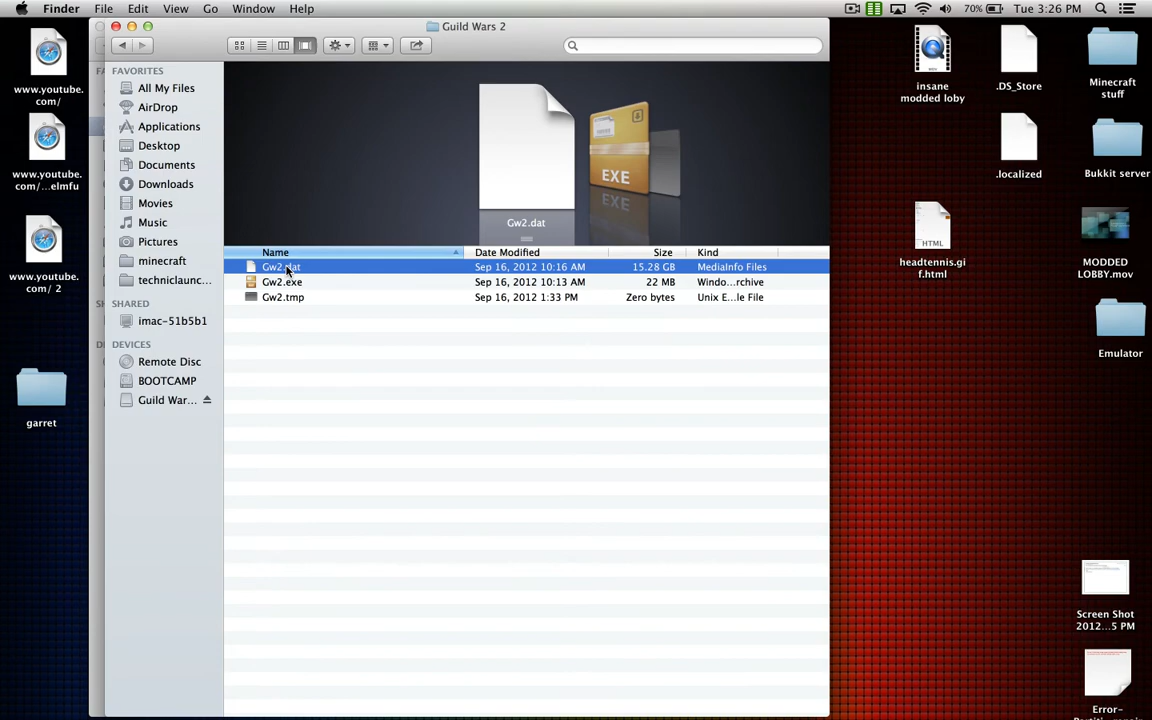 Finder File Edit View Go Window Help
70% Tue 3:26 PM
Guild Wars 2
FAVORITES
All My Files
AirDrop
Applications
Desktop
Documents
Downloads
Movies
Music
Pictures
minecraft
techniclaunc...
SHARED
imac-51b5b1
DEVICES
Remote Disc
BOOTCAMP
Guild War...
EXE
Gw2.dat
Name Date Modified Size Kind
Gw2.dat Sep 16, 2012 10:16 AM 15.28 GB MediaInfo Files
Gw2.exe Sep 16, 2012 10:13 AM 22 MB Windo...rchive
Gw2.tmp Sep 16, 2012 1:33 PM Zero bytes Unix E...le File
www.youtube.
com/
www.youtube.
com/...elmfu
www.youtube.
com/ 2
garret
insane
modded loby
.DS_Store
Minecraft
stuff
.localized
Bukkit server
HTML
headtennis.gi
f.html
MODDED
LOBBY.mov
Emulator
Screen Shot
2012...5 PM
Error-